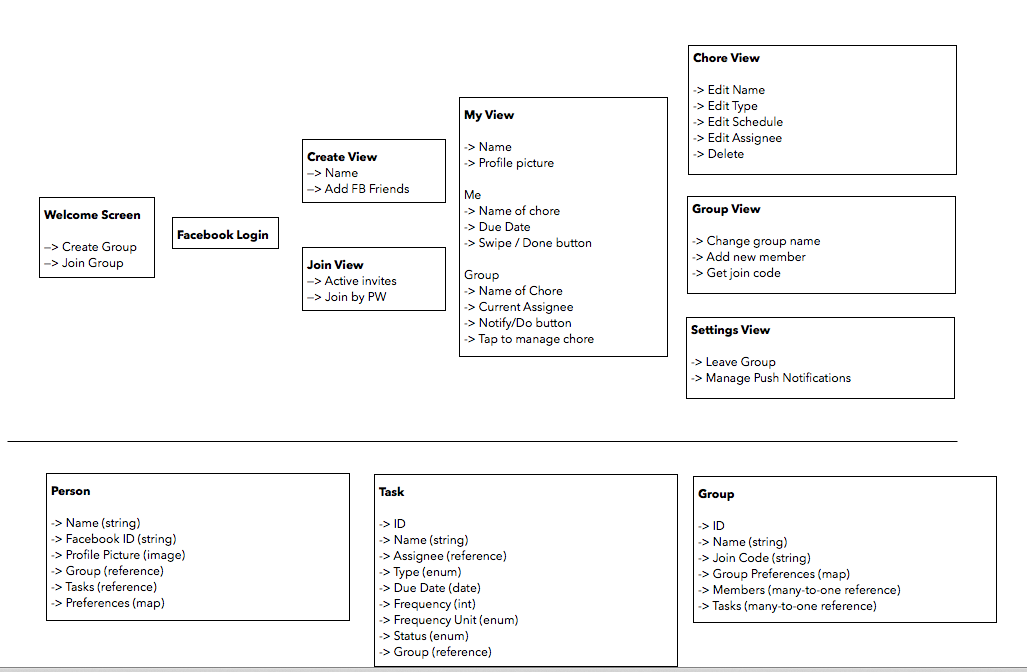 Welcome Screen
—> Create Group
—> Join Group
Facebook Login
Create View
—> Name
—> Add FB Friends
Join View
—> Active invites
—> Join by PW
My View
-> Name
-> Profile picture
Me
-> Name of chore
-> Due Date
-> Swipe / Done button
Group
-> Name of Chore
-> Current Assignee
-> Notify/Do button
-> Tap to manage chore
Chore View
-> Edit Name
-> Edit Type
-> Edit Schedule
-> Edit Assignee
-> Delete
Group View
-> Change group name
-> Add new member
-> Get join code
Settings View
-> Leave Group
-> Manage Push Notifications
Person
-> Name (string)
-> Facebook ID (string)
-> Profile Picture (image)
-> Group (reference)
-> Tasks (reference)
-> Preferences (map)
Task
-> ID
-> Name (string)
-> Assignee (reference)
-> Type (enum)
-> Due Date (date)
-> Frequency (int)
-> Frequency Unit (enum)
-> Status (enum)
-> Group (reference)
Group
-> ID
-> Name (string)
-> Join Code (string)
-> Group Preferences (map)
-> Members (many-to-one reference)
-> Tasks (many-to-one reference)